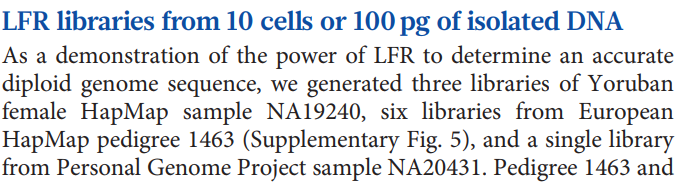 LFR libraries from 10 cells or 100 pg of isolated DNA
As a demonstration of the power of LFR to determine an accurate
diploid genome sequence, we generated three libraries of Yoruban
female HapMap sample NA19240, six libraries from European
HapMap pedigree 1463 (Supplementary Fig. 5), and a single library
from Personal Genome Project sample NA20431. Pedigree 1463 and